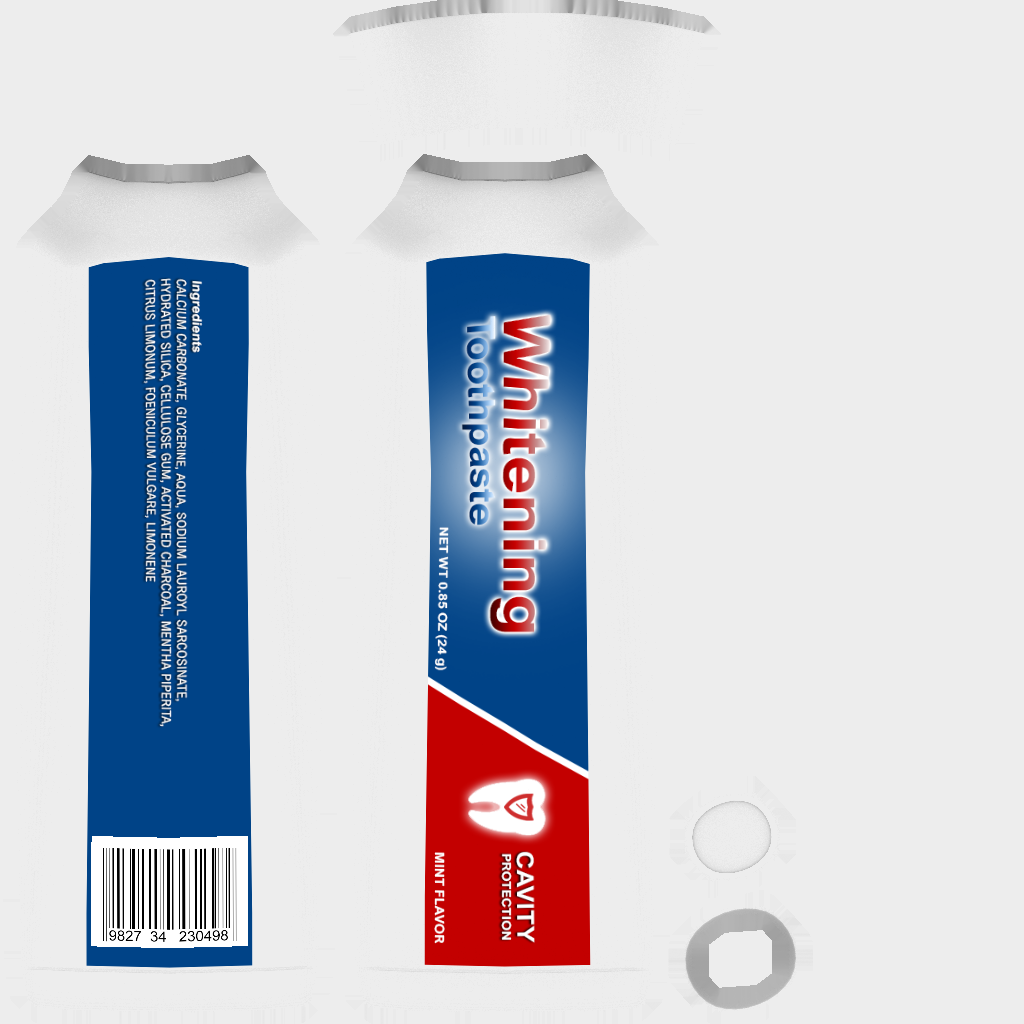 Ingredients
CALCIUM CARBONATE, GLYCERINE, AQUA, SODIUM LAUROYL SARCOSINATE,
HYDRATED SILICA, CELLULOSE GUM, ACTIVATED CHARCOAL, MENTHA PIPERITA,
CITRUS LIMONUM, FOENICULUM VULGARE, LIMONENE
9827 34 230498
Whitening
Toothpaste
NET WT 0.85 OZ (24 g)
CAVITY
PROTECTION
MINT FLAVOR